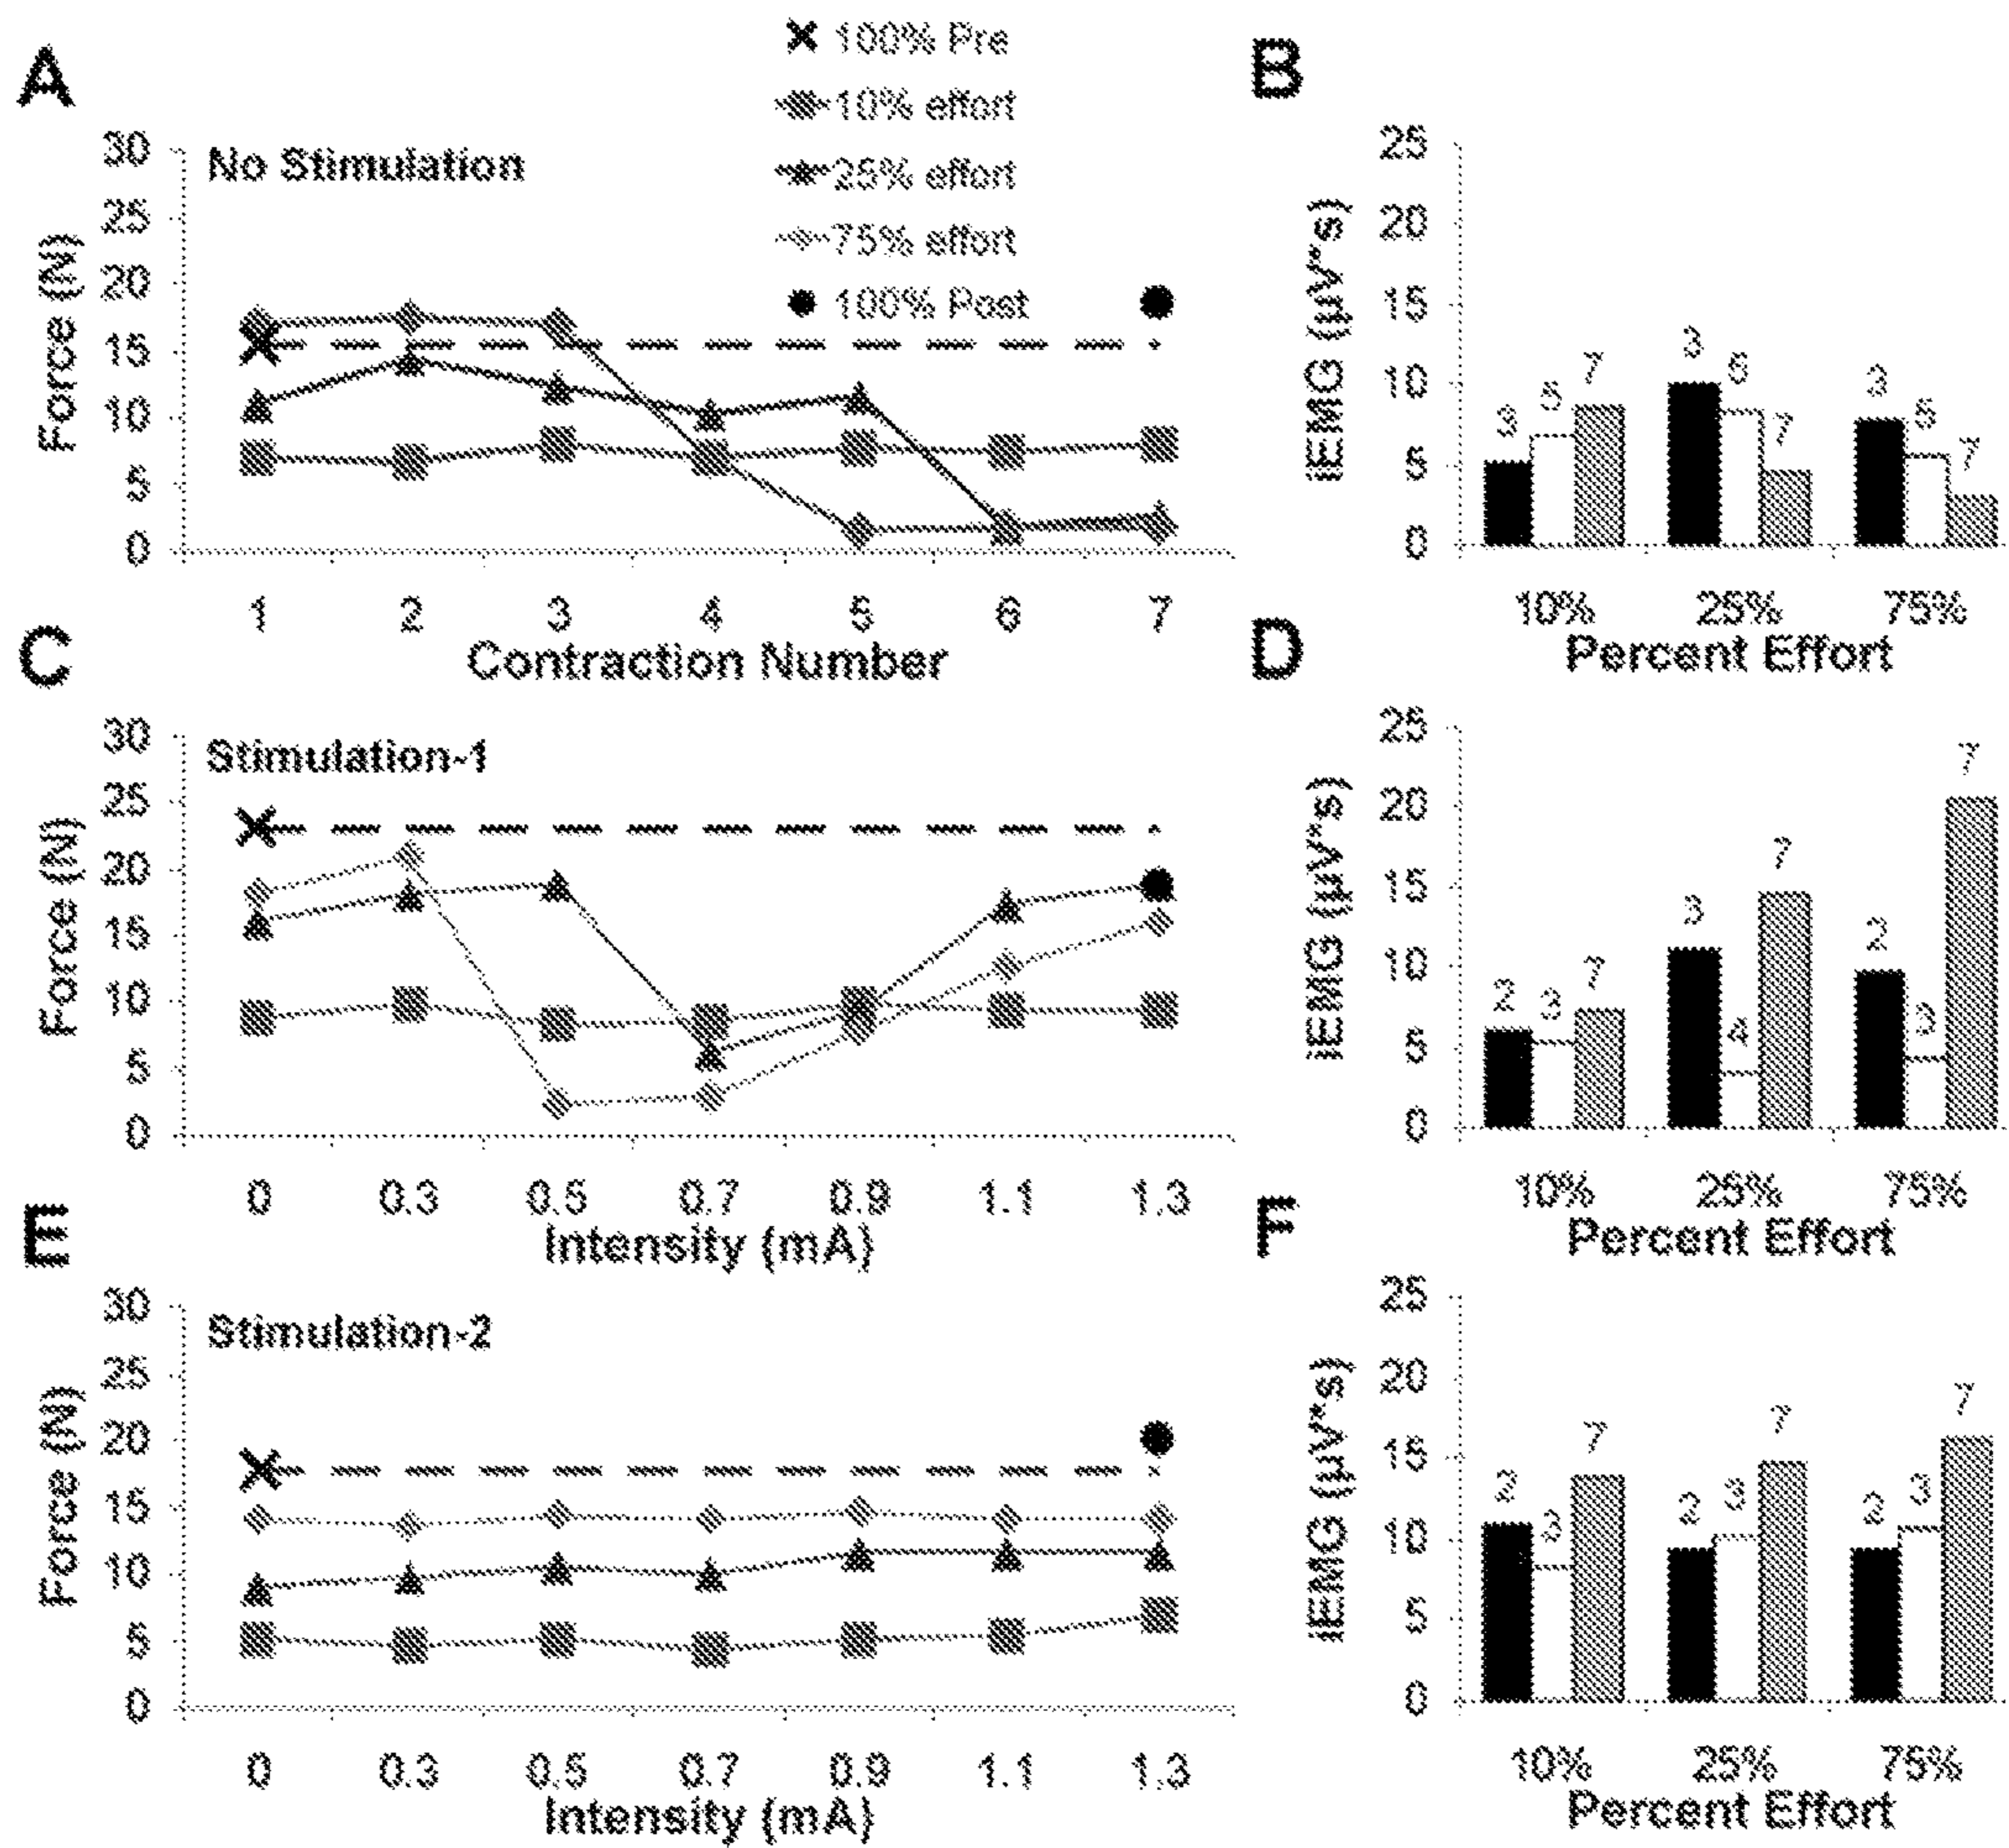 A
✕ 100% Pre
10% effort
25% effort
75% effort
100% Post
No Stimulation
Force (N)
30
25
20
15
10
5
0
1 2 3 4 5 6 7
Contraction Number
B
iEMG (µV*s)
25
20
15
10
5
0
3 5 7 3 5 7 3 5 7
10% 25% 75%
Percent Effort
C
Stimulation-1
Force (N)
30
25
20
15
10
5
0
0 0.3 0.5 0.7 0.9 1.1 1.3
Intensity (mA)
D
iEMG (µV*s)
25
20
15
10
5
0
2 3 7 3 4 7 2 3 7
10% 25% 75%
Percent Effort
E
Stimulation-2
Force (N)
30
25
20
15
10
5
0
0 0.3 0.5 0.7 0.9 1.1 1.3
Intensity (mA)
F
iEMG (µV*s)
25
20
15
10
5
0
2 3 7 2 3 7 2 3 7
10% 25% 75%
Percent Effort